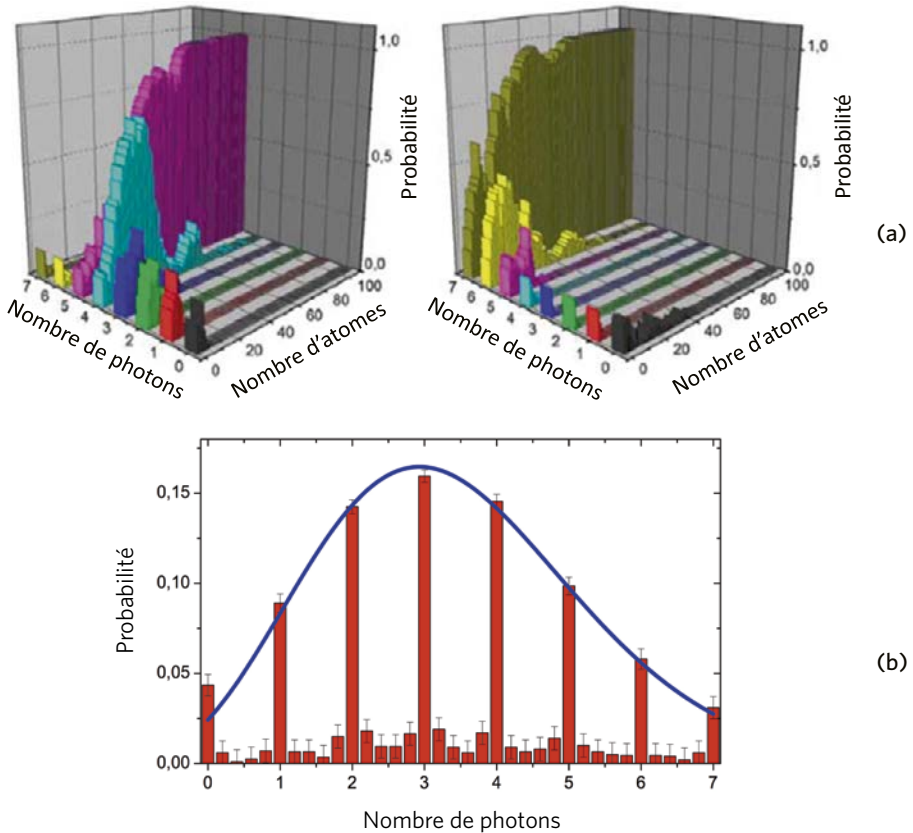 1,0
0,5
0,0
Probabilité
7 6 5 4 3 2 1 0
Nombre de photons
0 20 40 60 80 100
Nombre d'atomes
1,0
0,5
0,0
Probabilité
7 6 5 4 3 2 1 0
Nombre de photons
0 20 40 60 80 100
Nombre d'atomes
(a)
0,15
0,10
0,05
0,00
Probabilité
0 1 2 3 4 5 6 7
Nombre de photons
(b)